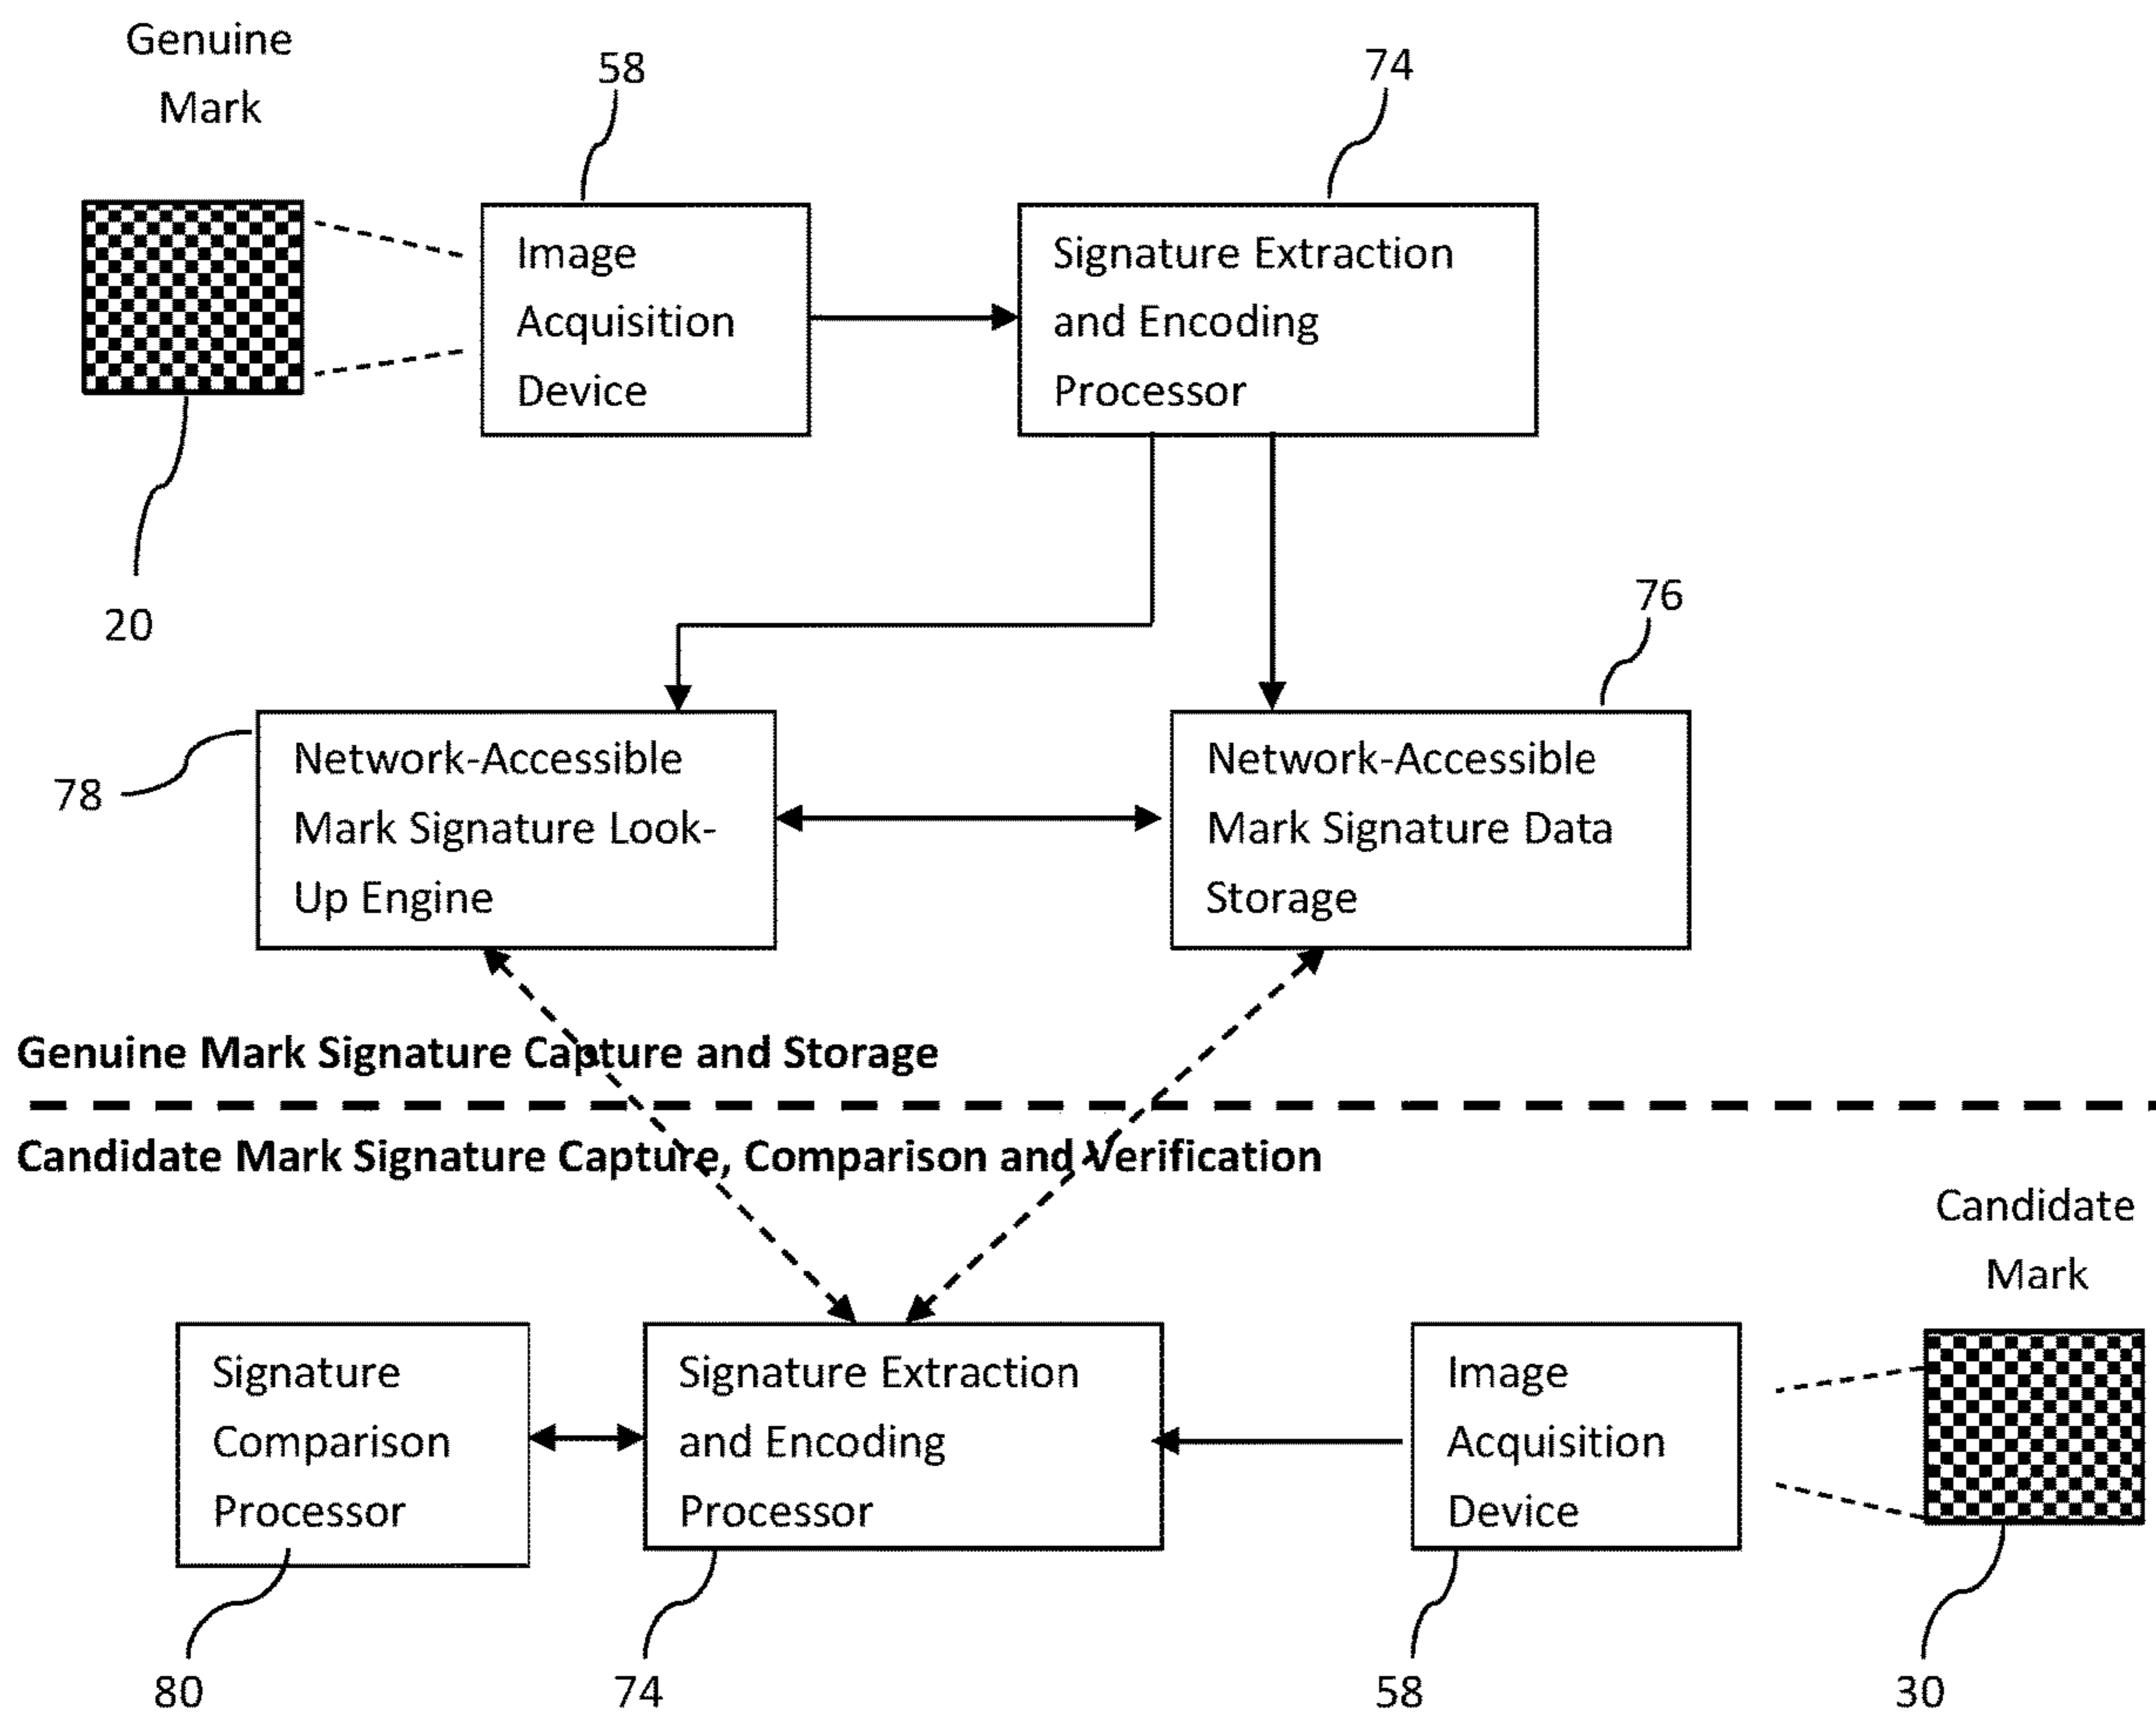 Genuine
Mark
58
74
Image
Acquisition
Device
Signature Extraction
and Encoding
Processor
20
76
78
Network-Accessible
Mark Signature Look-
Up Engine
Network-Accessible
Mark Signature Data
Storage
Genuine Mark Signature Capture and Storage
Candidate Mark Signature Capture, Comparison and Verification
Candidate
Mark
Signature
Comparison
Processor
Signature Extraction
and Encoding
Processor
Image
Acquisition
Device
80
74
58
30